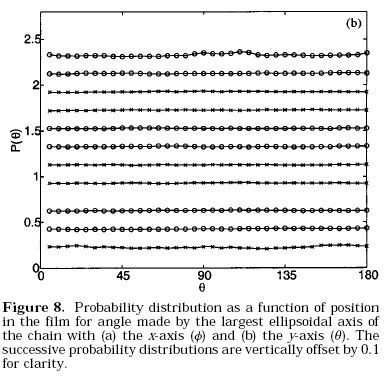 (b)
2.5
2
1.5
P(θ)
1
0.5
0
0 45 90 135 180
θ
Figure 8. Probability distribution as a function of position
in the film for angle made by the largest ellipsoidal axis of
the chain with (a) the x-axis (ϕ) and (b) the y-axis (θ). The
successive probability distributions are vertically offset by 0.1
for clarity.